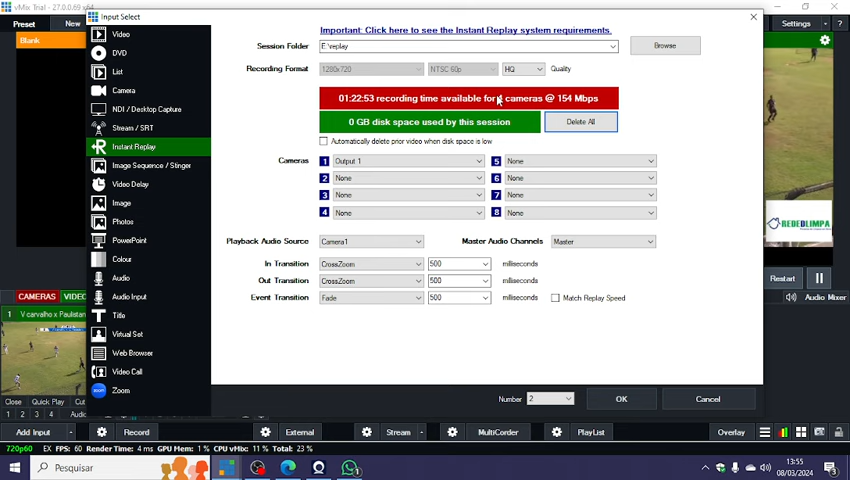 vMix Trial - 27.0.0.69 x64
Input Select
Preset
New
Settings
?
Blank
Video
DVD
List
Camera
NDI / Desktop Capture
Stream / SRT
Instant Replay
Image Sequence / Stinger
Video Delay
Image
Photos
PowerPoint
Colour
Audio
Audio Input
Title
Virtual Set
Web Browser
Video Call
Zoom
zoom
Important: Click here to see the Instant Replay system requirements.
Session Folder
E:\replay
Browse
Recording Format
1280x720
NTSC 60p
HQ
Quality
01:22:53 recording time available for 4 cameras @ 154 Mbps
0 GB disk space used by this session
Delete All
Automatically delete prior video when disk space is low
Cameras
1 Output 1
5 None
2 None
6 None
3 None
7 None
4 None
8 None
Playback Audio Source
Camera1
Master Audio Channels
Master
In Transition
CrossZoom
500
milliseconds
Out Transition
CrossZoom
500
milliseconds
Event Transition
Fade
500
milliseconds
Match Replay Speed
Number
2
OK
Cancel
REDEDLIMPA
Restart
Audio Mixer
CAMERAS
VIDEO
1 V carvalho x Paulistan
Close
Quick Play
Cut
1 2 3 4
Audio
Add Input
Record
External
Stream
MultiCorder
PlayList
Overlay
720p60 EX FPS: 60 Render Time: 4 ms GPU Mem: 1 % CPU vMix: 11 % Total: 23 %
Pesquisar
1
13:55
08/03/2024